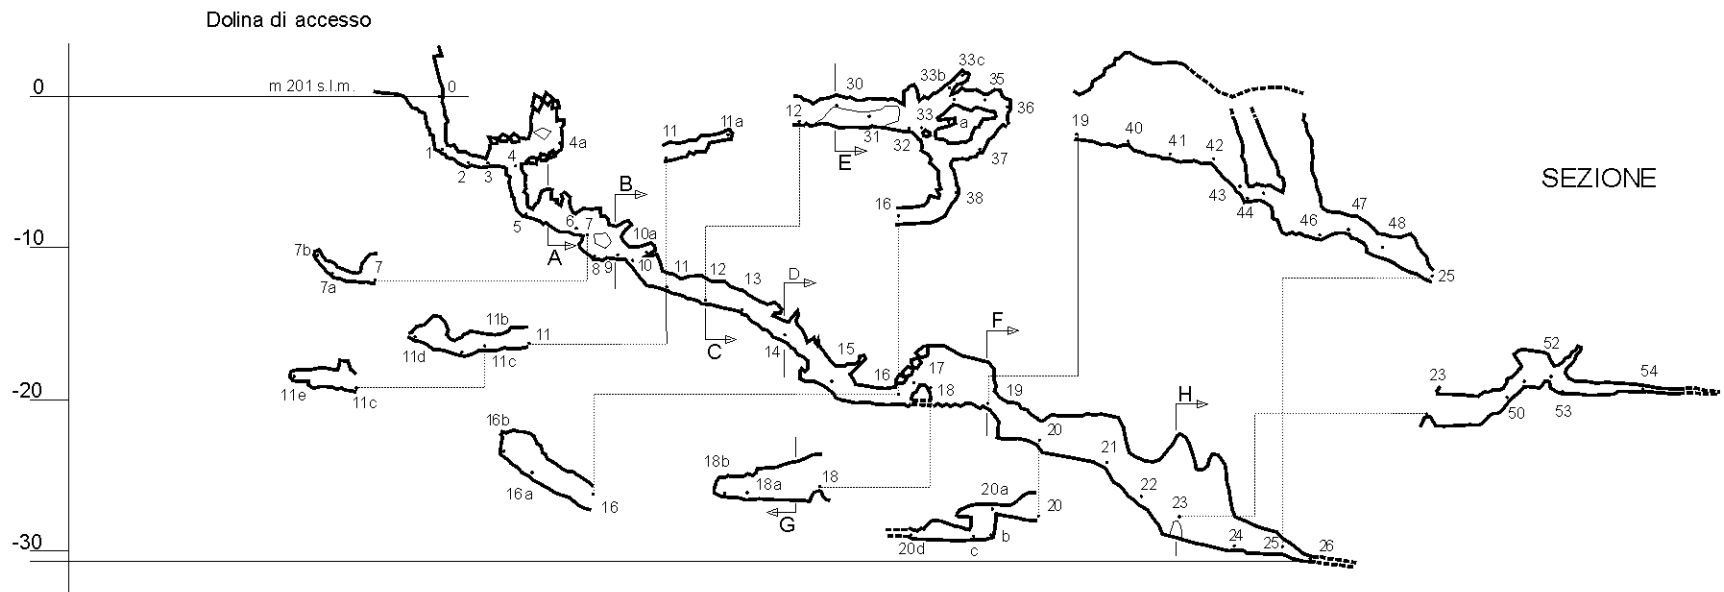 Dolina di accesso
0
m 201 s.l.m.
0
1
2
3
4
4a
5
6
7
8
9
10
10a
A
B
11
11a
12
30
31
32
33
33b
33c
35
36
a
37
38
16
E
19
40
41
42
43
44
46
47
48
25
SEZIONE
-10
7b
7a
7
11
12
13
14
15
16
17
18
19
C
D
F
11b
11
11d
11c
11e
11c
-20
16b
16a
16
18b
18a
18
G
20
21
22
23
24
25
26
H
20a
20
20d
c
b
23
50
52
53
54
-30